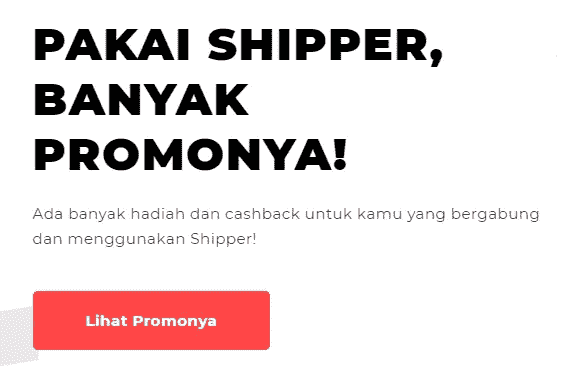 PAKAI SHIPPER,
BANYAK
PROMONYA!
Ada banyak hadiah dan cashback untuk kamu yang bergabung
dan menggunakan Shipper!
Lihat Promonya